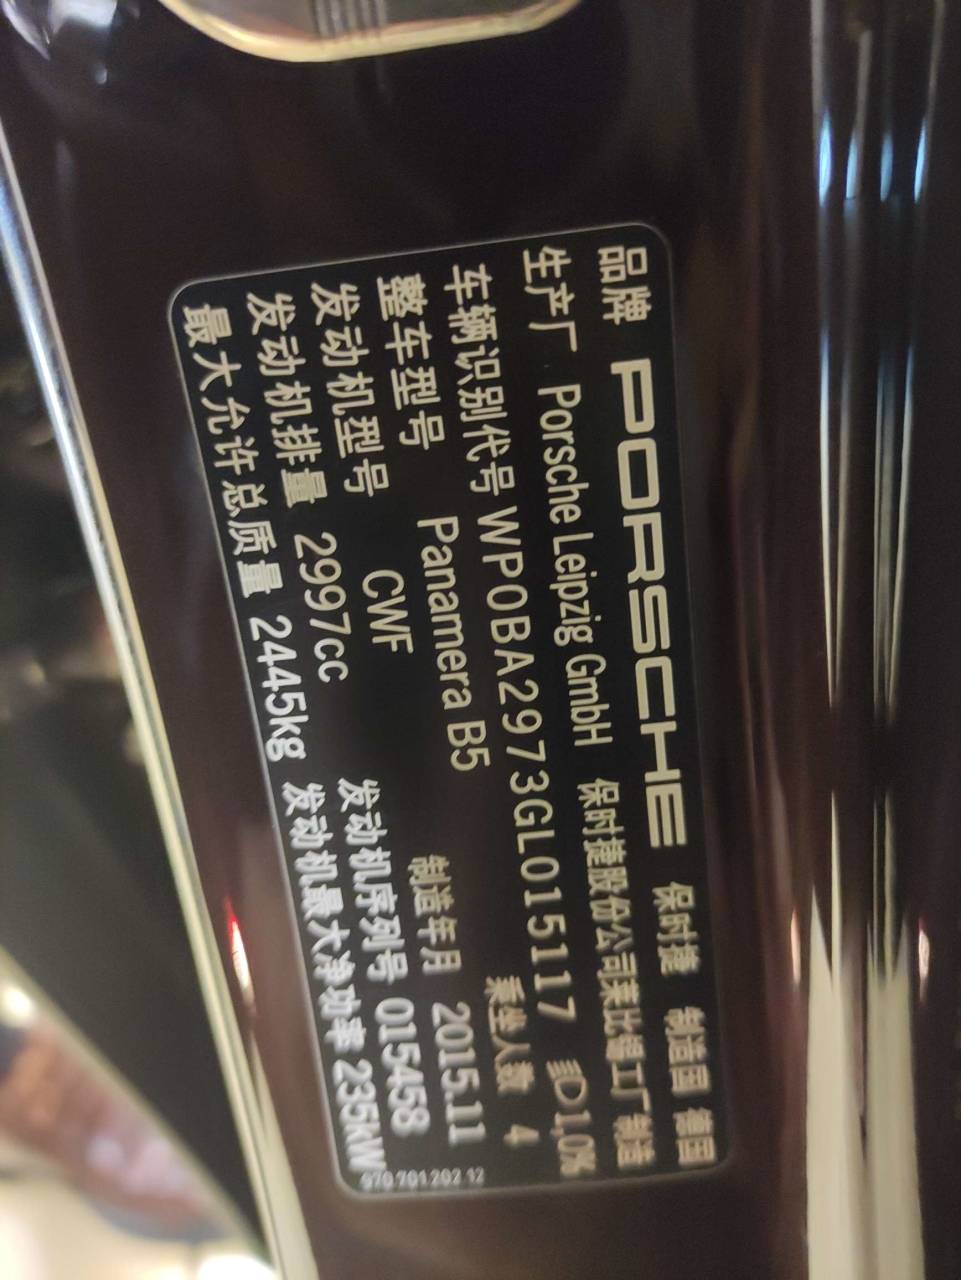 品牌 PORSCHE 保时捷 制造国 德国
生产厂 Porsche Leipzig GmbH 保时捷股份公司莱比锡工厂制造
车辆识别代号 WP0BA2973GL015117 1,0%
整车型号 Panamera B5 乘坐人数 4
发动机型号 CWF 制造年月 2015.11
发动机排量 2997cc 发动机序列号 015458
最大允许总质量 2445kg 发动机最大净功率 235kW
970 701 202 12